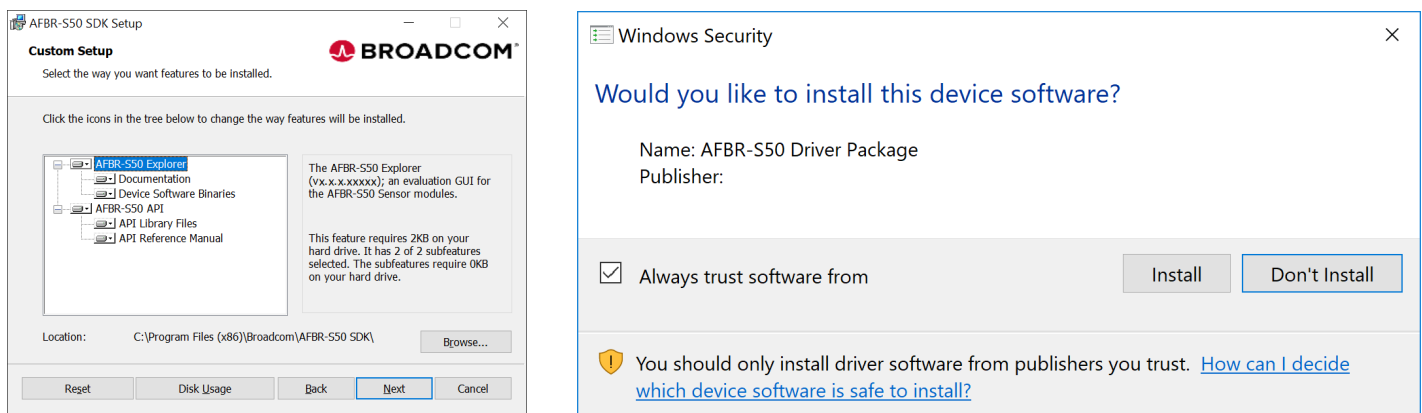 AFBR-S50 SDK Setup
Custom Setup
BROADCOM®
Select the way you want features to be installed.
Click the icons in the tree below to change the way features will be installed.
AFBR-S50 Explorer
Documentation
Device Software Binaries
AFBR-S50 API
API Library Files
API Reference Manual
The AFBR-S50 Explorer
(vx.x.x.xxxxx); an evaluation GUI for
the AFBR-S50 Sensor modules.
This feature requires 2KB on your
hard drive. It has 2 of 2 subfeatures
selected. The subfeatures require 0KB
on your hard drive.
Location: C:\Program Files (x86)\Broadcom\AFBR-S50 SDK\
Browse...
Reset Disk Usage Back Next Cancel
Windows Security
Would you like to install this device software?
Name: AFBR-S50 Driver Package
Publisher:
Always trust software from
Install Don't Install
You should only install driver software from publishers you trust. How can I decide
which device software is safe to install?